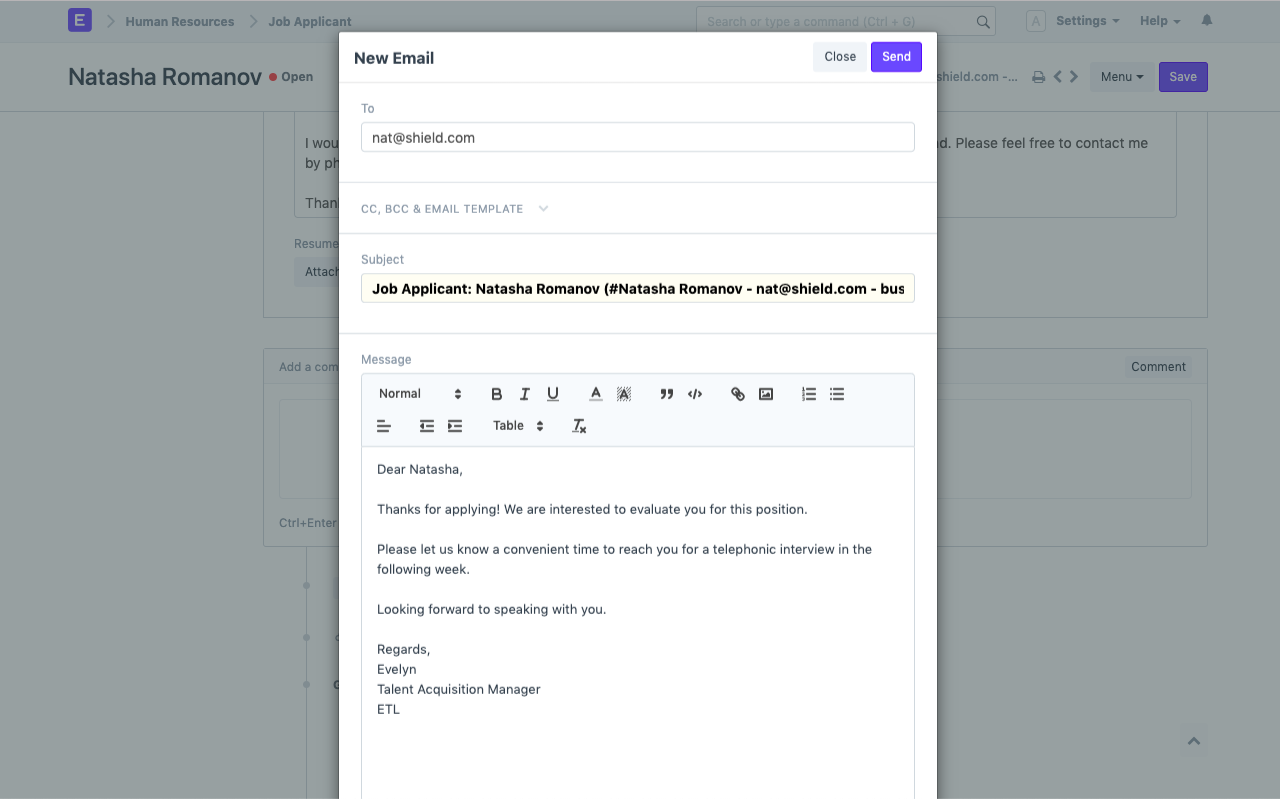 E
Human Resources
Job Applicant
Search or type a command (Ctrl + G)
A
Settings
Help
New Email
Close
Send
Natasha Romanov
Open
shield.com -...
Menu
Save
To
nat@shield.com
I wou
d. Please feel free to contact me
by ph
Than
CC, BCC & EMAIL TEMPLATE
Resume
Attach
Subject
Job Applicant: Natasha Romanov (#Natasha Romanov - nat@shield.com - bus
Message
Add a com
Comment
Normal
Table
Dear Natasha,
Thanks for applying! We are interested to evaluate you for this position.
Please let us know a convenient time to reach you for a telephonic interview in the
following week.
Looking forward to speaking with you.
Ctrl+Enter
Regards,
Evelyn
Talent Acquisition Manager
ETL